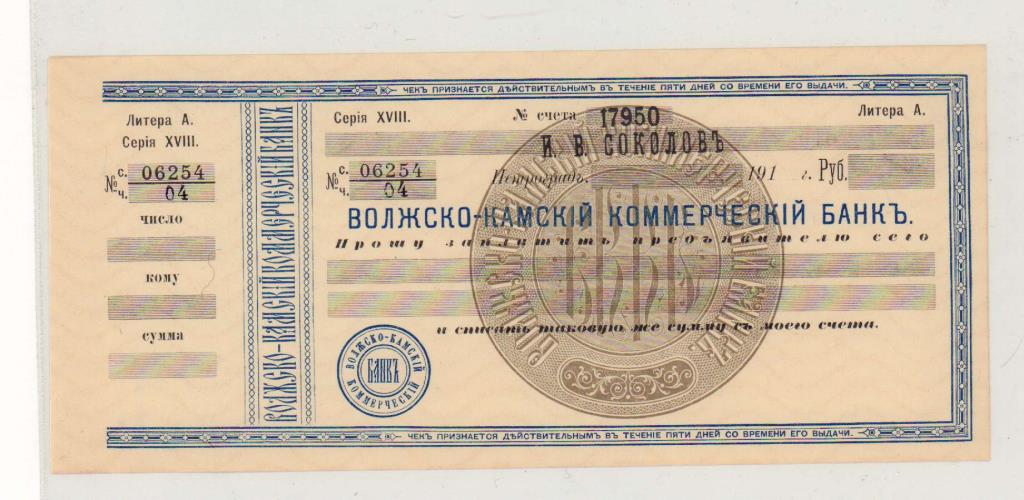 ЧЕКЪ ПРИЗНАЕТСЯ ДѢЙСТВИТЕЛЬНЫМЪ ВЪ ТЕЧЕНІЕ ПЯТИ ДНЕЙ СО ВРЕМЕНИ ЕГО ВЫДАЧИ.
Литера А.
Серія XVIII.
№ с. 06254
ч. 04
число
кому
сумма
ВОЛЖСКО-КАМСКІЙ КОММЕРЧЕСКІЙ БАНКЪ
Серія XVIII.
№ счета 17950
Литера А.
И. В. СОКОЛОВЪ
№ с. 06254
ч. 04
Петроградъ, 191 г. Руб.
ВОЛЖСКО-КАМСКІЙ КОММЕРЧЕСКІЙ БАНКЪ.
Прошу заплатить предъявителю сего
и списать таковую же сумму съ моего счета.
ВОЛЖСКО-КАМСКІЙ
БАНКЪ
КОММЕРЧЕСКІЙ
ЧЕКЪ ПРИЗНАЕТСЯ ДѢЙСТВИТЕЛЬНЫМЪ ВЪ ТЕЧЕНІЕ ПЯТИ ДНЕЙ СО ВРЕМЕНИ ЕГО ВЫДАЧИ.